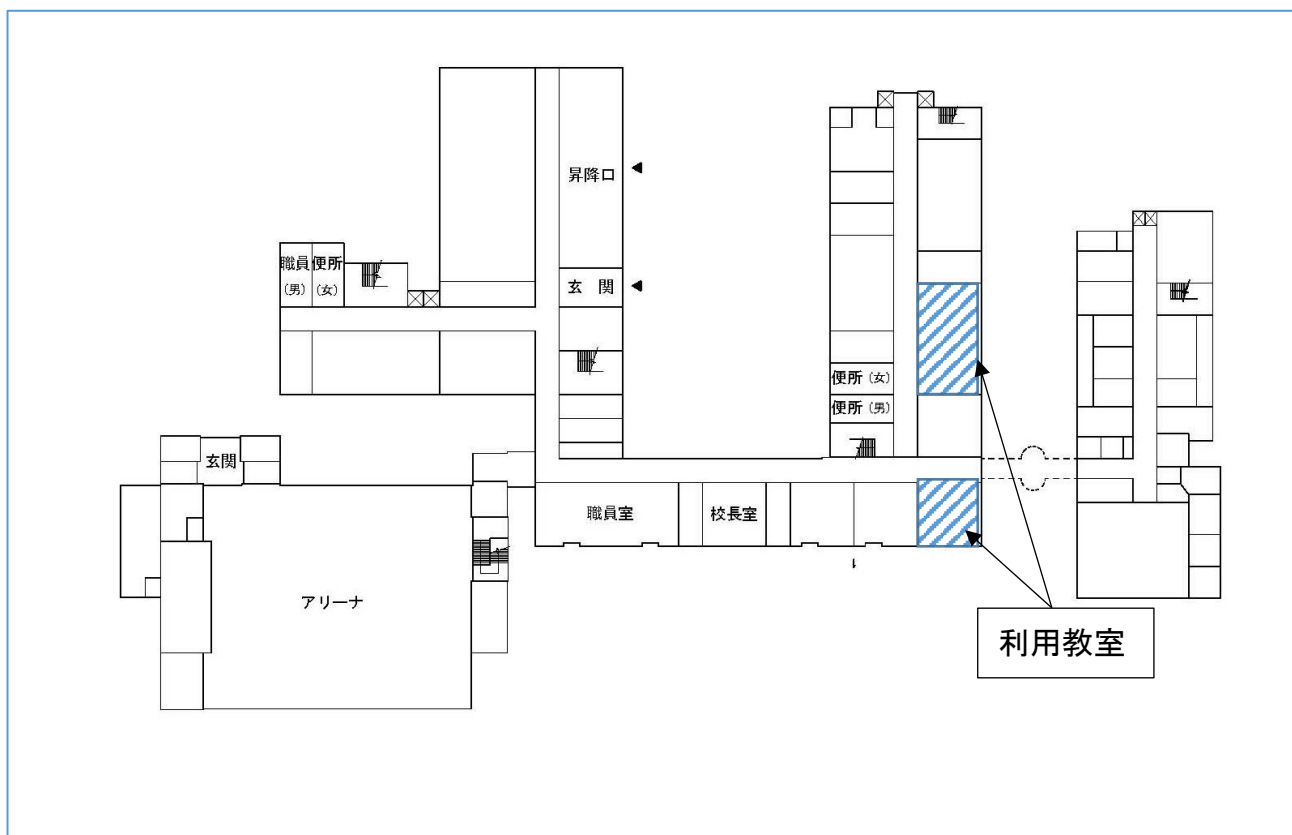 昇降口
職員 便所
(男) (女)
玄 関
便所 (女)
便所 (男)
玄関
職員室
校長室
アリーナ
利用教室